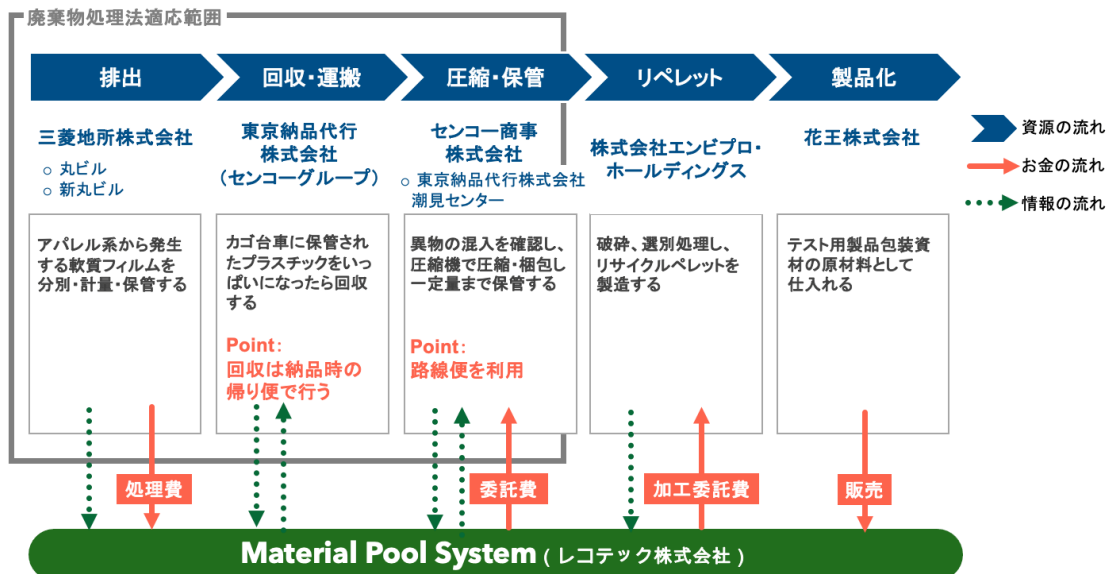 廃棄物処理法適応範囲
排出
回収・運搬
圧縮・保管
リペレット
製品化
三菱地所株式会社
○ 丸ビル
○ 新丸ビル
東京納品代行
株式会社
（センコーグループ）
センコー商事
株式会社
○ 東京納品代行株式会社
潮見センター
株式会社エンビプロ・
ホールディングス
花王株式会社
資源の流れ
お金の流れ
情報の流れ
アパレル系から発生
する軟質フィルムを
分別・計量・保管する
カゴ台車に保管され
たプラスチックをいっ
ぱいになったら回収
する
Point：
回収は納品時の
帰り便で行う
異物の混入を確認し、
圧縮機で圧縮・梱包し
一定量まで保管する
Point：
路線便を利用
破砕、選別処理し、
リサイクルペレットを
製造する
テスト用製品包装資
材の原材料として
仕入れる
処理費
委託費
加工委託費
販売
Material Pool System ( レコテック株式会社 )